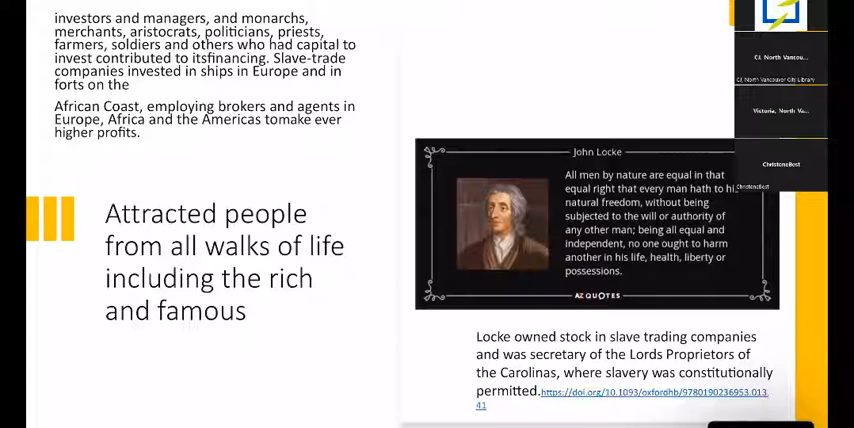 investors and managers, and monarchs,
merchants, aristocrats, politicians, priests,
farmers, soldiers and others who had capital to
invest contributed to itsfinancing. Slave-trade
companies invested in ships in Europe and in
forts on the
African Coast, employing brokers and agents in
Europe, Africa and the Americas tomake ever
higher profits.
Attracted people
from all walks of life
including the rich
and famous
John Locke
All men by nature are equal in that
equal right that every man hath to his
natural freedom, without being
subjected to the will or authority of
any other man; being all equal and
independent, no one ought to harm
another in his life, health, liberty or
possessions.
AZ QUOTES
Locke owned stock in slave trading companies
and was secretary of the Lords Proprietors of
the Carolinas, where slavery was constitutionally
permitted.https://doi.org/10.1093/oxfordhb/9780190236953.013.
41
CJ, North Vancou...
CJ, North Vancouver City Library
Victoria, North Va...
ChristeneBest
ChristeneBest